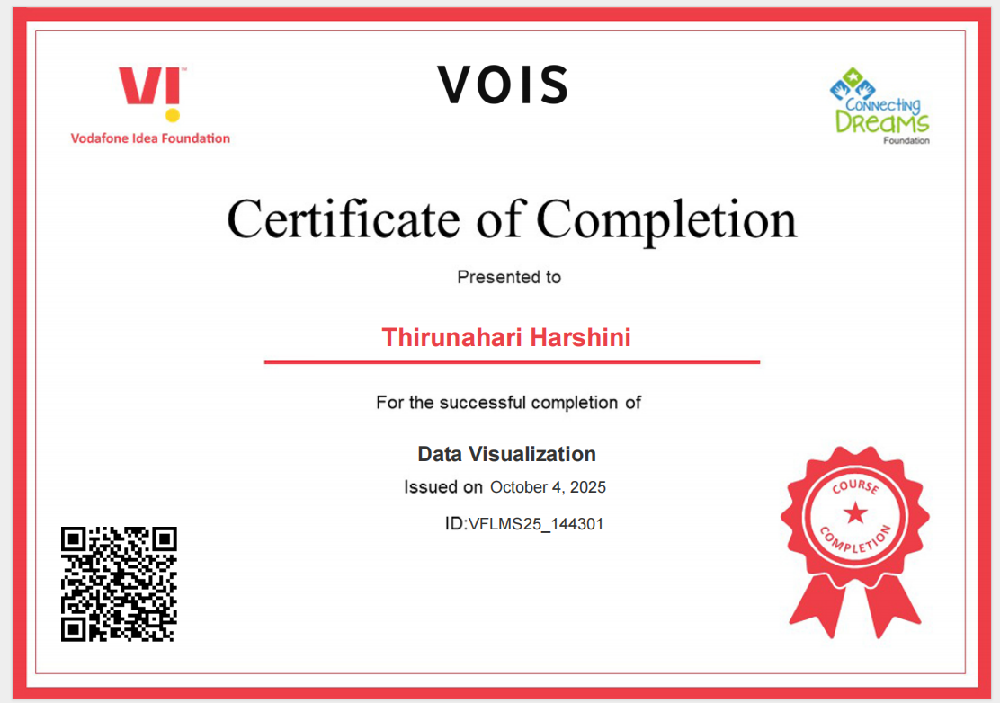 VI™
Vodafone Idea Foundation
VOIS
Connecting
Dreams
Foundation
Certificate of Completion
Presented to
Thirunahari Harshini
For the successful completion of
Data Visualization
Issued on October 4, 2025
ID:VFLMS25_144301
COURSE
COMPLETION